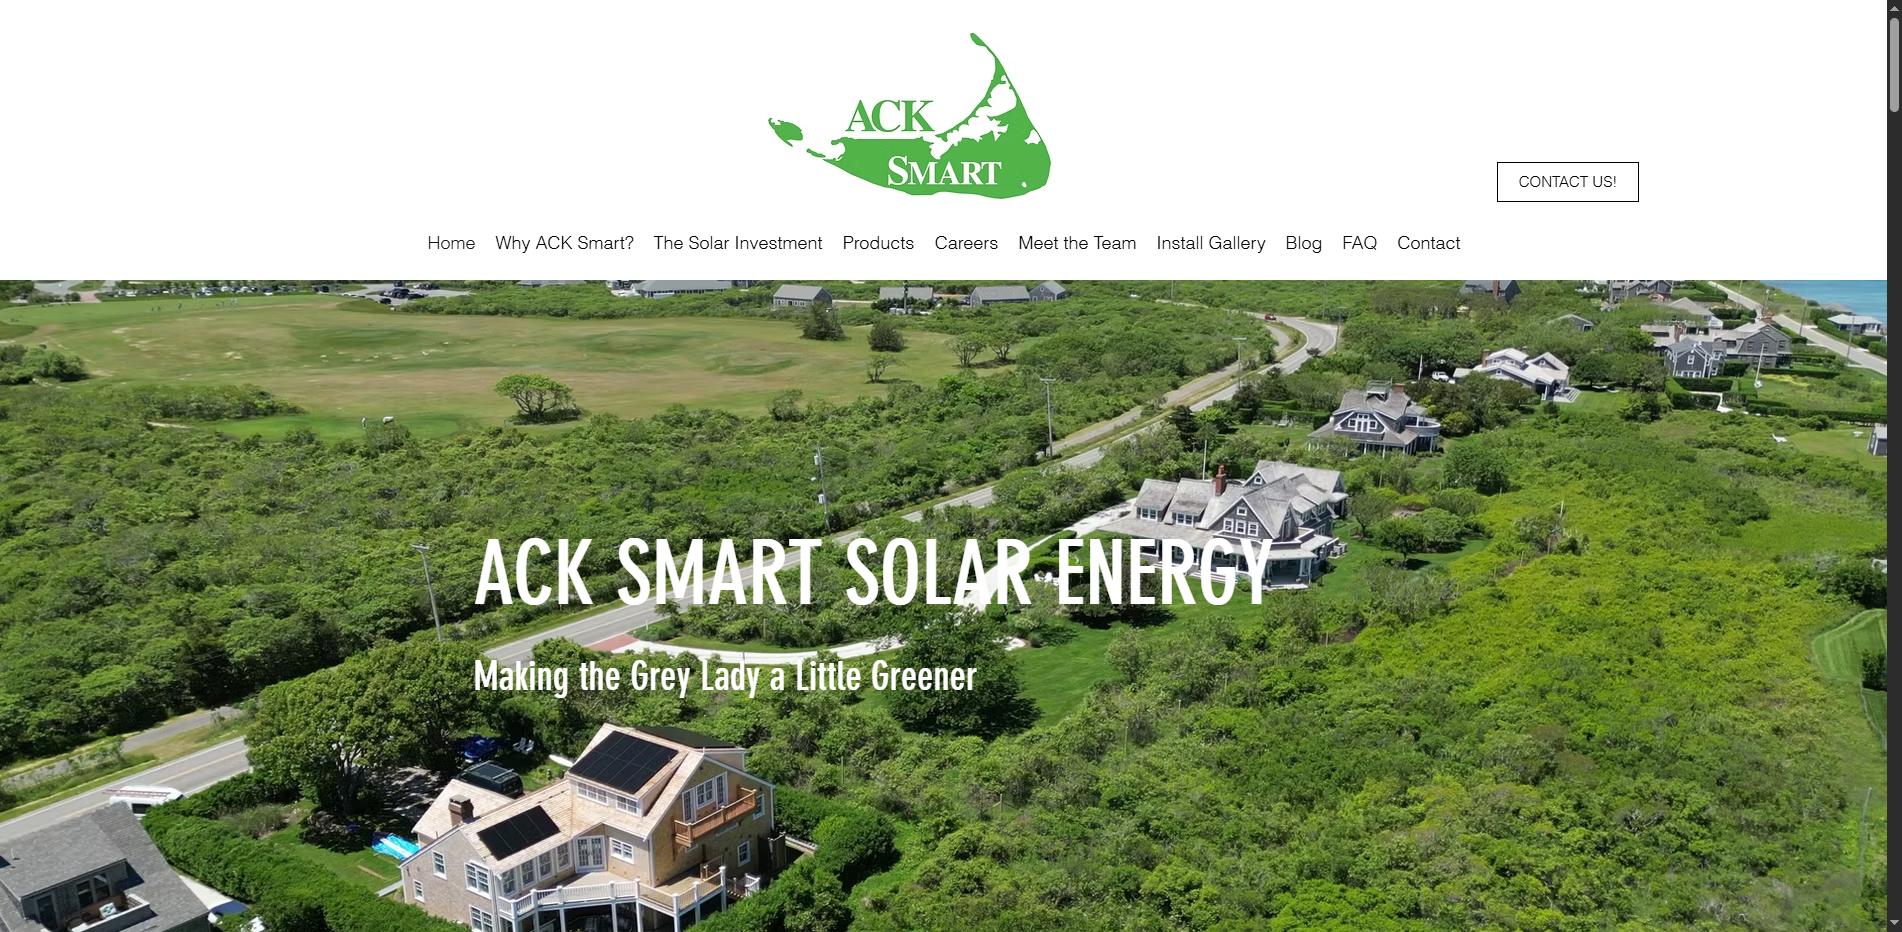 ACK
SMART
CONTACT US!
Home Why ACK Smart? The Solar Investment Products Careers Meet the Team Install Gallery Blog FAQ Contact
ACK SMART SOLAR ENERGY
Making the Grey Lady a Little Greener